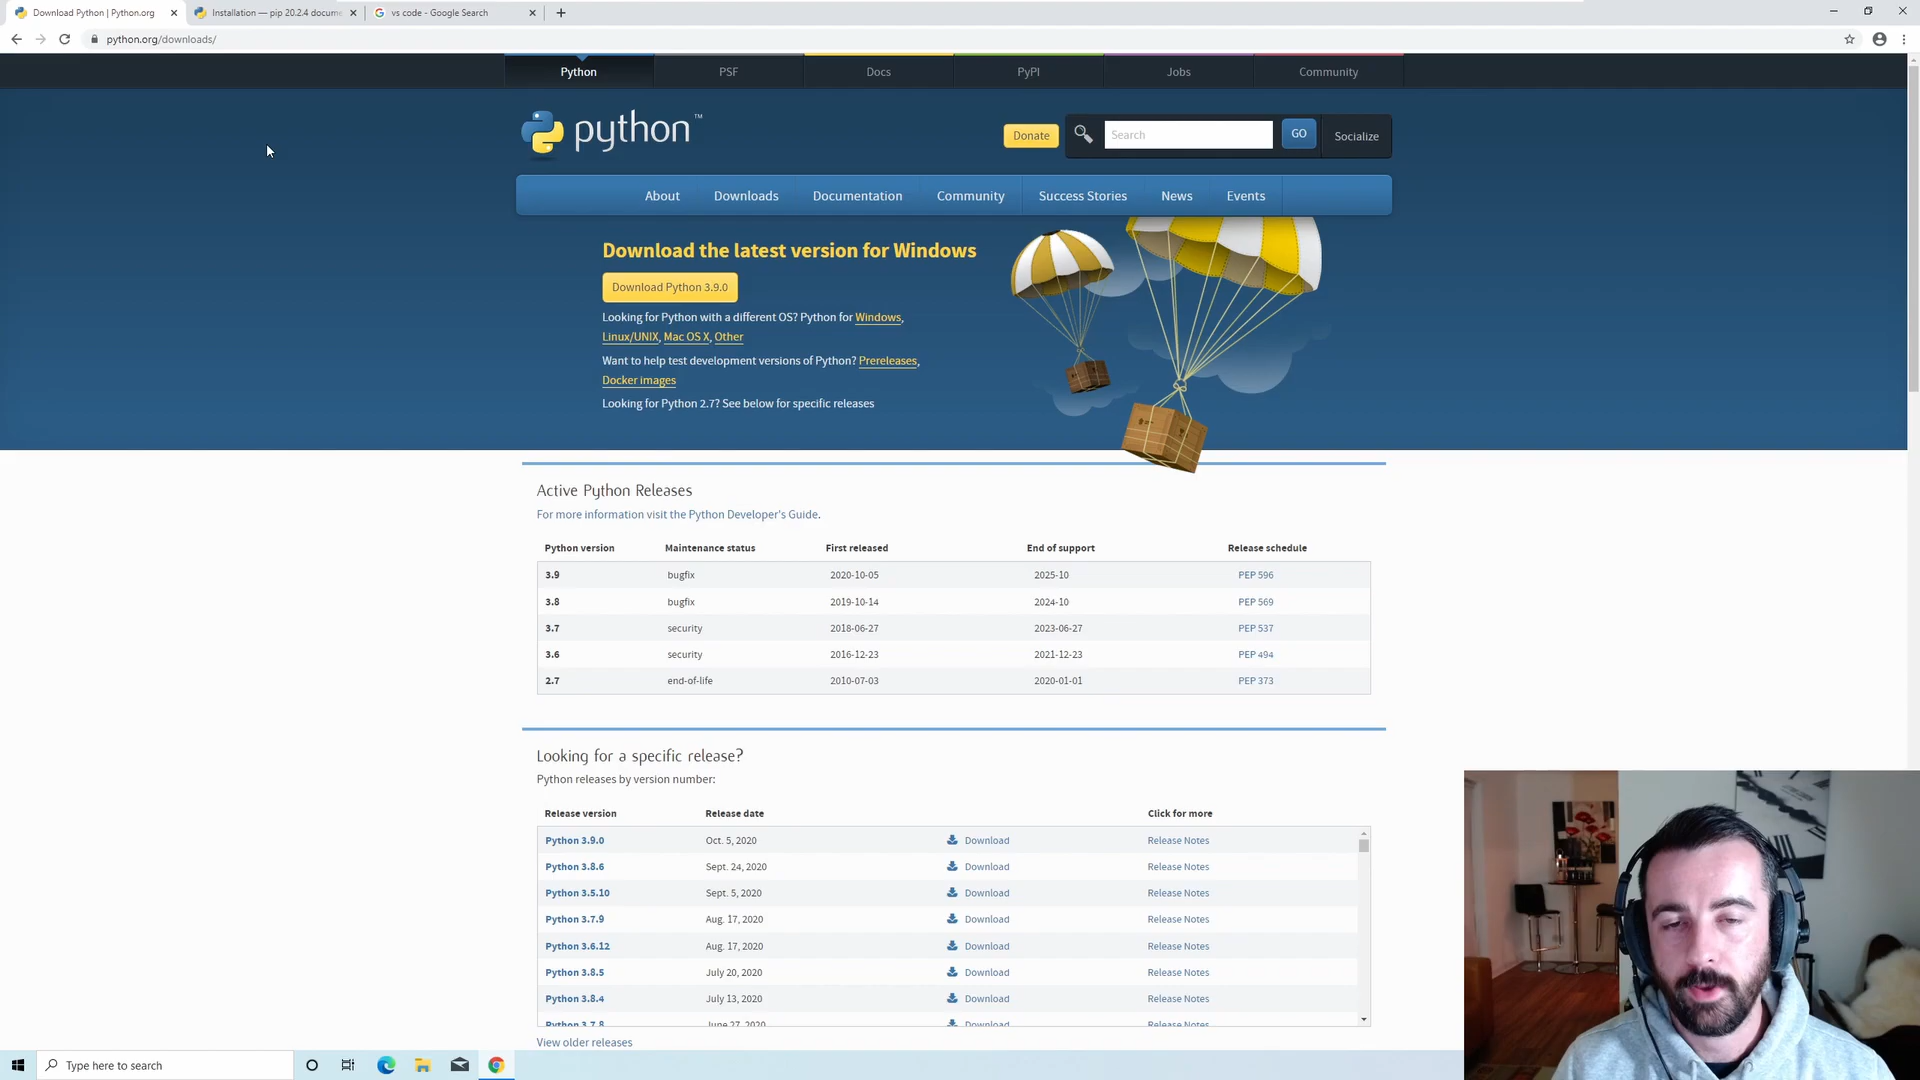 Download Python | Python.org
Installation — pip 20.2.4 docume
vs code - Google Search
python.org/downloads/
Python
PSF
Docs
PyPI
Jobs
Community
python™
Donate
Search
GO
Socialize
About
Downloads
Documentation
Community
Success Stories
News
Events
Download the latest version for Windows
Download Python 3.9.0
Looking for Python with a different OS? Python for Windows,
Linux/UNIX, Mac OS X, Other
Want to help test development versions of Python? Prereleases,
Docker images
Looking for Python 2.7? See below for specific releases
Active Python Releases
For more information visit the Python Developer's Guide.
Python version Maintenance status First released End of support Release schedule
3.9 bugfix 2020-10-05 2025-10 PEP 596
3.8 bugfix 2019-10-14 2024-10 PEP 569
3.7 security 2018-06-27 2023-06-27 PEP 537
3.6 security 2016-12-23 2021-12-23 PEP 494
2.7 end-of-life 2010-07-03 2020-01-01 PEP 373
Looking for a specific release?
Python releases by version number:
Release version Release date Click for more
Python 3.9.0 Oct. 5, 2020 Download Release Notes
Python 3.8.6 Sept. 24, 2020 Download Release Notes
Python 3.5.10 Sept. 5, 2020 Download Release Notes
Python 3.7.9 Aug. 17, 2020 Download Release Notes
Python 3.6.12 Aug. 17, 2020 Download Release Notes
Python 3.8.5 July 20, 2020 Download Release Notes
Python 3.8.4 July 13, 2020 Download Release Notes
Python 3.7.8 June 27, 2020 Download Release Notes
View older releases
Type here to search